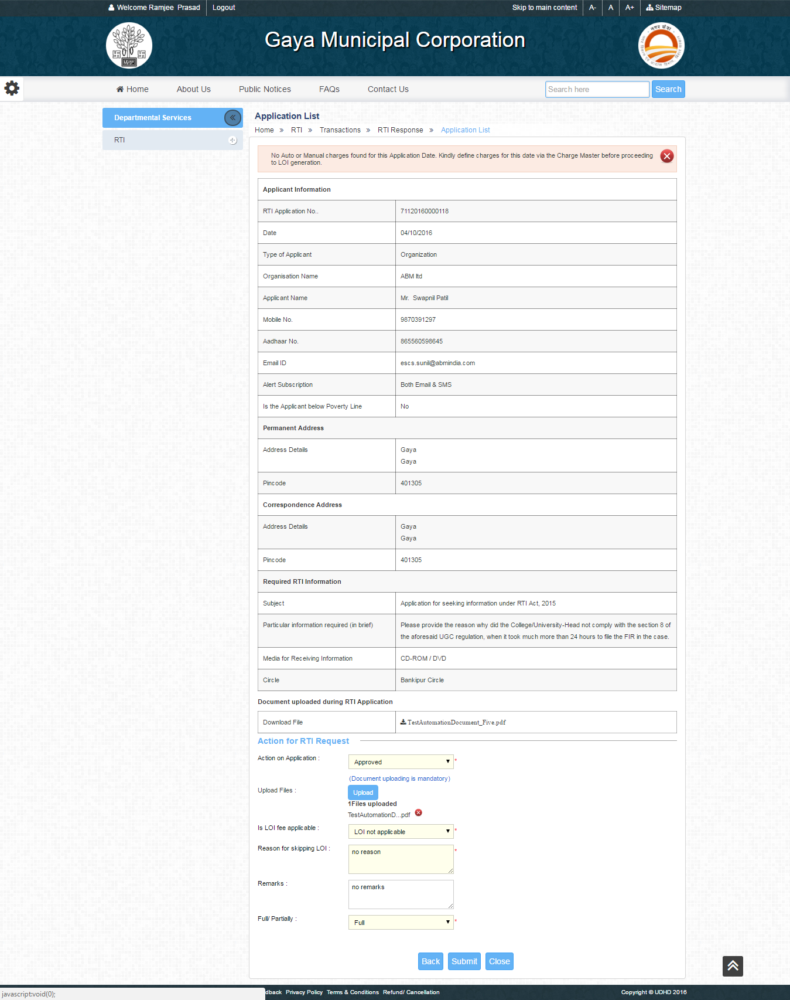 Welcome Ramjee Prasad
Logout
Skip to main content
A-
A
A+
Sitemap
Gaya Municipal Corporation
Home
About Us
Public Notices
FAQs
Contact Us
Search here
Search
Departmental Services
RTI
Application List
Home » RTI » Transactions » RTI Response » Application List
No Auto or Manual charges found for this Application Date. Kindly define charges for this date via the Charge Master before proceeding
to LOI generation.
Applicant Information
RTI Application No.. 71120160000118
Date 04/10/2016
Type of Applicant Organization
Organisation Name ABM ltd
Applicant Name Mr. Swapnil Patil
Mobile No. 9870391297
Aadhaar No. 865560598645
Email ID escs.sunil@abmindia.com
Alert Subscription Both Email & SMS
Is the Applicant below Poverty Line No
Permanent Address
Address Details Gaya
Gaya
Pincode 401305
Correspondence Address
Address Details Gaya
Gaya
Pincode 401305
Required RTI Information
Subject Application for seeking information under RTI Act, 2015
Particular information required (in brief) Please provide the reason why did the College/University-Head not comply with the section 8 of
the aforesaid UGC regulation, when it took much more than 24 hours to file the FIR in the case.
Media for Receiving Information CD-ROM / DVD
Circle Bankipur Circle
Document uploaded during RTI Application
Download File TestAutomationDocument_Five.pdf
Action for RTI Request
Action on Application : Approved *
(Document uploading is mandatory)
Upload Files : Upload
1Files uploaded
TestAutomationD...pdf
Is LOI fee applicable : LOI not applicable *
Reason for skipping LOI : no reason *
Remarks : no remarks
Full/ Partially : Full *
Back
Submit
Close
javascript:void(0);
dback Privacy Policy Terms & Conditions Refund/ Cancellation
Copyright © UDHD 2016